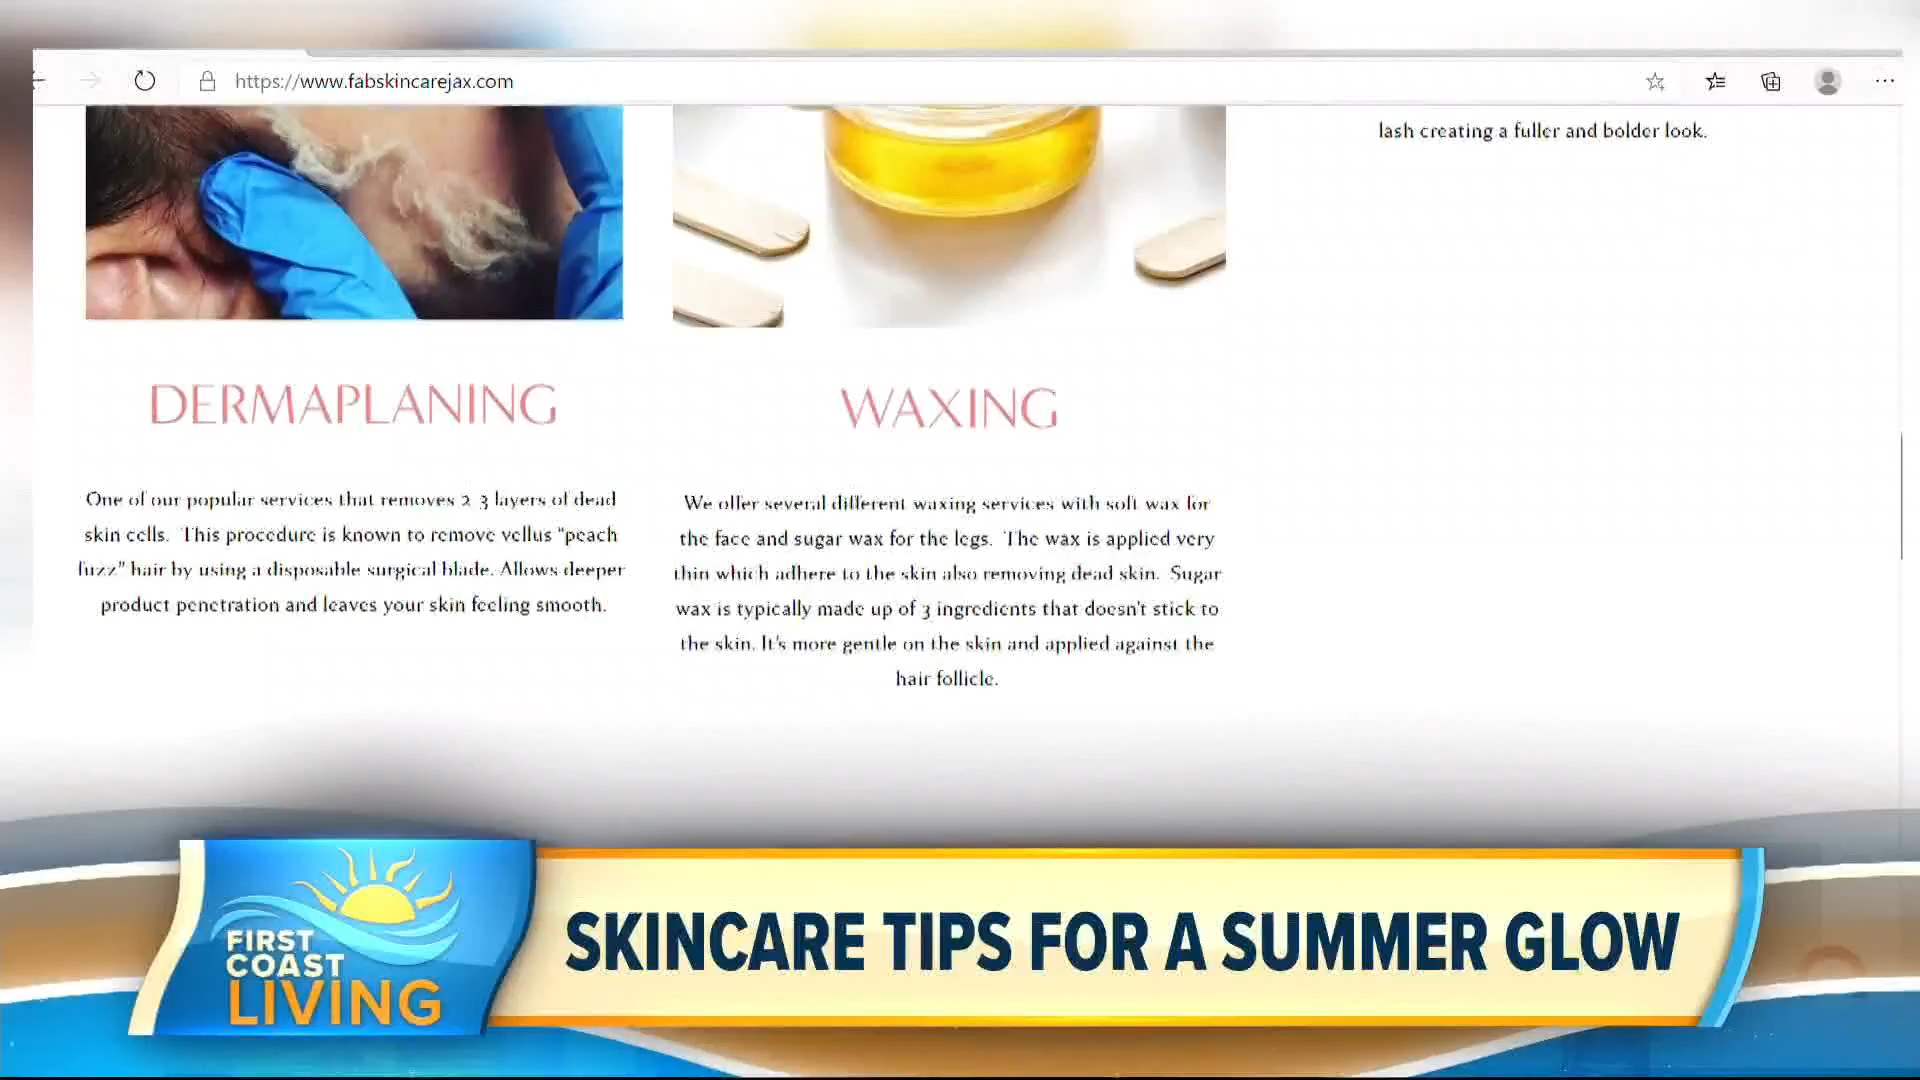 https://www.fabskincarejax.com
lash creating a fuller and bolder look.
DERMAPLANING
One of our popular services that removes 2-3 layers of dead
skin cells. This procedure is known to remove vellus "peach
fuzz" hair by using a disposable surgical blade. Allows deeper
product penetration and leaves your skin feeling smooth.
WAXING
We offer several different waxing services with soft wax for
the face and sugar wax for the legs. The wax is applied very
thin which adhere to the skin also removing dead skin. Sugar
wax is typically made up of 3 ingredients that doesn't stick to
the skin. It's more gentle on the skin and applied against the
hair follicle.
FIRST
COAST
LIVING
SKINCARE TIPS FOR A SUMMER GLOW